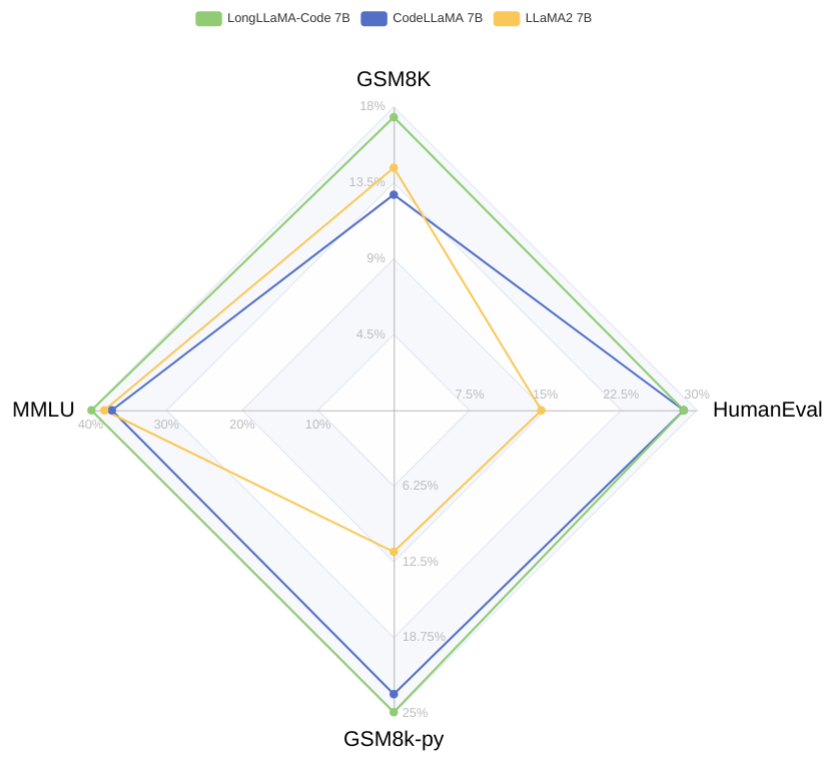 LongLLaMA-Code 7B CodeLLaMA 7B LLaMA2 7B
GSM8K
18%
13.5%
9%
4.5%
7.5% 15% 22.5% 30%
MMLU HumanEval
40% 30% 20% 10%
6.25%
12.5%
18.75%
25%
GSM8k-py